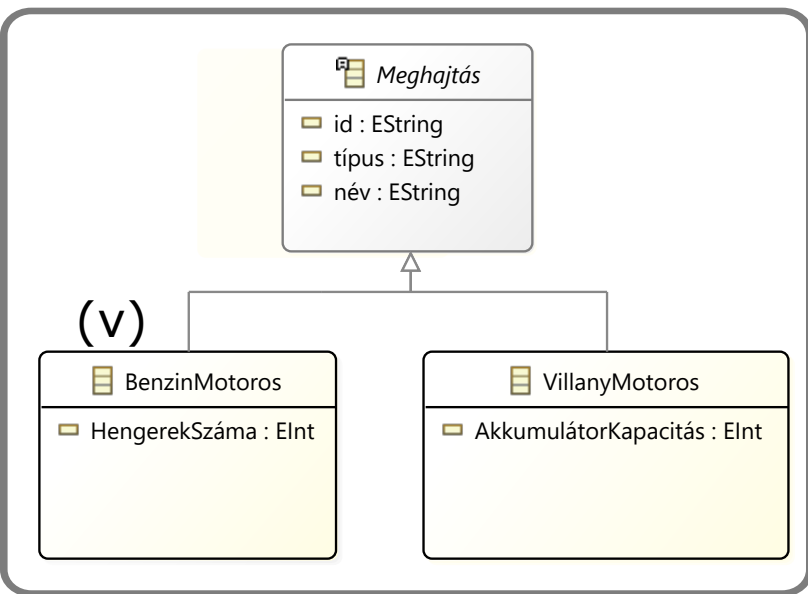 Meghajtás
id : EString
típus : EString
név : EString
(v)
BenzinMotoros
HengerekSzáma : EInt
VillanyMotoros
AkkumulátorKapacitás : EInt